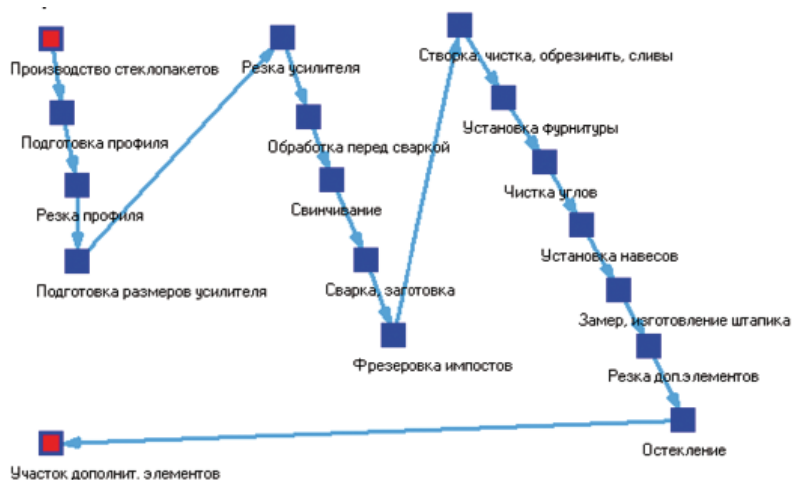 Производство стеклопакетов
Подготовка профиля
Резка профиля
Подготовка размеров усилителя
Резка усилителя
Обработка перед сваркой
Свинчивание
Сварка, заготовка
Фрезеровка импостов
Створка, чистка, обрезинить, сливы
Установка фурнитуры
Чистка углов
Установка навесов
Замер, изготовление штапика
Резка доп.элементов
Остекление
Участок дополнит. элементов